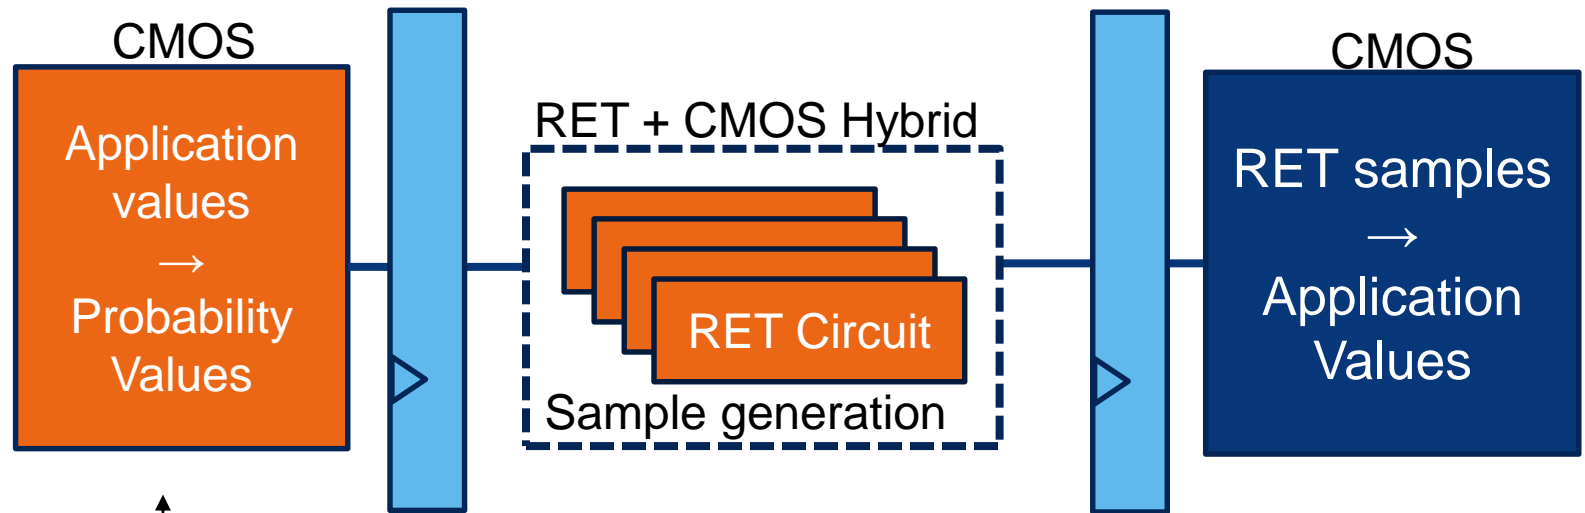 CMOS
Application
values
→
Probability
Values
RET + CMOS Hybrid
RET Circuit
Sample generation
CMOS
RET samples
→
Application
Values